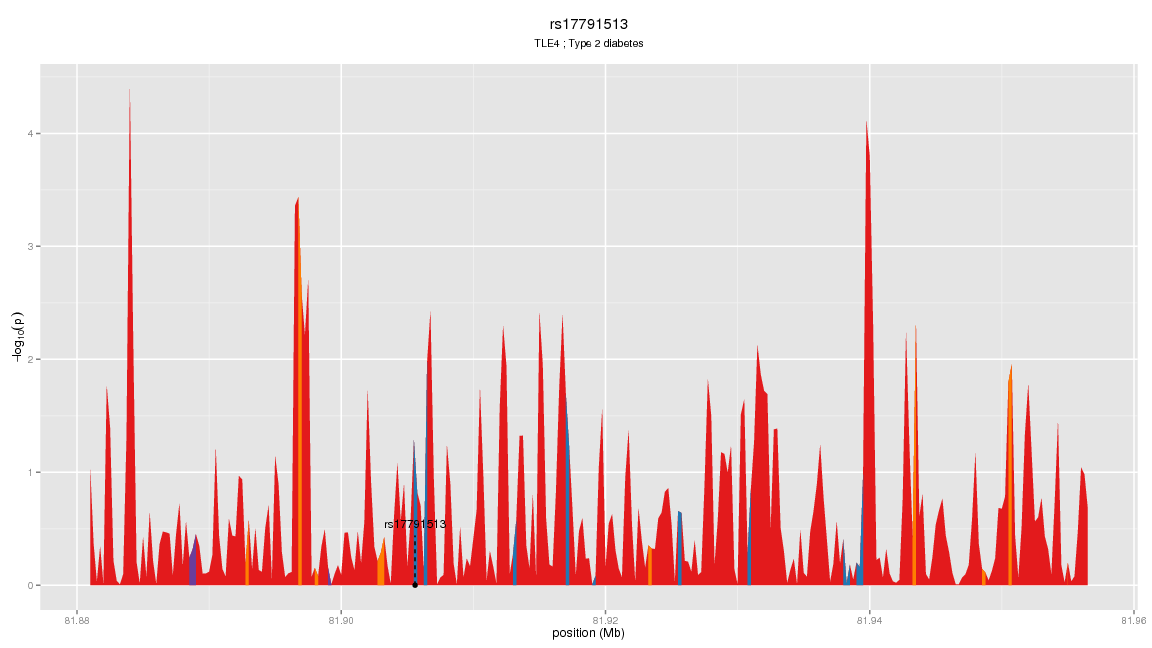 rs17791513
TLE4 ; Type 2 diabetes
4
3
2
1
0
−log10(p)
rs17791513
81.88
81.90
81.92
81.94
81.96
position (Mb)